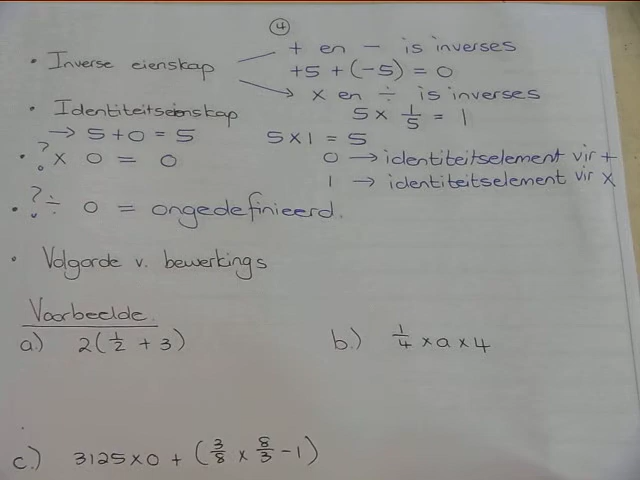 ④
• Inverse eienskap
+ en - is inverses
+5 + (-5) = 0
x en ÷ is inverses
5 x 1/5 = 1
• Identiteitseienskap
→ 5 + 0 = 5
5 x 1 = 5
0 → identiteitselement vir +
1 → identiteitselement vir x
• ? x 0 = 0
• ? ÷ 0 = ongedefinieerd.
• Volgorde v. bewerkings
Voorbeelde.
a) 2(1/2 + 3)
b.) 1/4 x a x 4
c.) 3125 x 0 + (3/8 x 8/3 - 1)